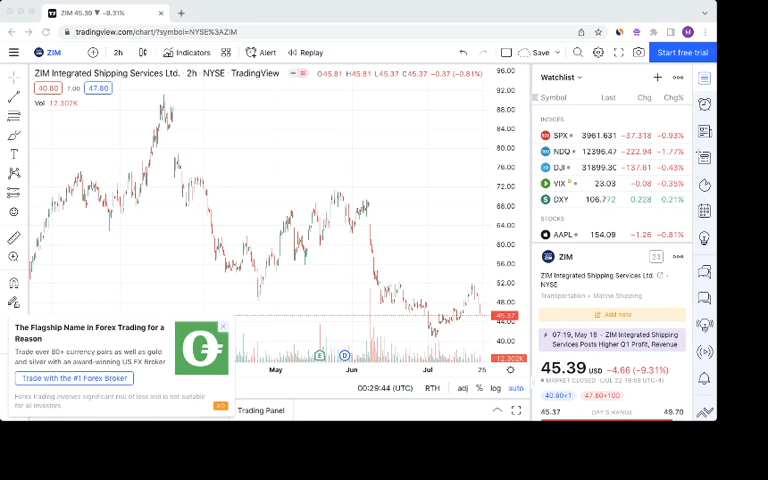 ZIM 45.39 ▼ −9.31%
tradingview.com/chart/?symbol=NYSE%3AZIM
ZIM 2h Indicators Alert Replay Save Start free trial
ZIM Integrated Shipping Services Ltd. · 2h · NYSE · TradingView O45.81 H45.81 L45.37 C45.37 −0.37 (−0.81%)
40.80 7.00 47.80
Vol 12.302K
96.00
92.00
88.00
84.00
80.00
76.00
72.00
68.00
64.00
60.00
56.00
52.00
48.00
45.37
44.00
40.00
36.00
12.302K
May Jun Jul 25
The Flagship Name in Forex Trading for a
Reason
Trade over 80+ currency pairs as well as gold
and silver with an award-winning US FX Broker
Trade with the #1 Forex Broker
Forex trading involves significant risk of loss and is not suitable
for all investors.
AD
E D
00:29:44 (UTC) RTH adj % log auto
Trading Panel
Watchlist
Symbol Last Chg Chg%
INDICES
SPX 3961.631 −37.318 −0.93%
NDQ 12396.47 −222.94 −1.77%
DJI 31899.30 −137.61 −0.43%
VIX D 23.03 −0.08 −0.35%
DXY 106.772 0.228 0.21%
STOCKS
AAPL 154.09 −1.26 −0.81%
ZIM 23
ZIM Integrated Shipping Services Ltd. ·
NYSE
Transportation · Marine Shipping
Add note
07:19, May 18 · ZIM Integrated Shipping
Services Posts Higher Q1 Profit, Revenue
45.39 USD −4.66 (−9.31%)
MARKET CLOSED (JUL 22 19:59 UTC-4)
40.80×1 47.80×100
45.37 DAY'S RANGE 49.70